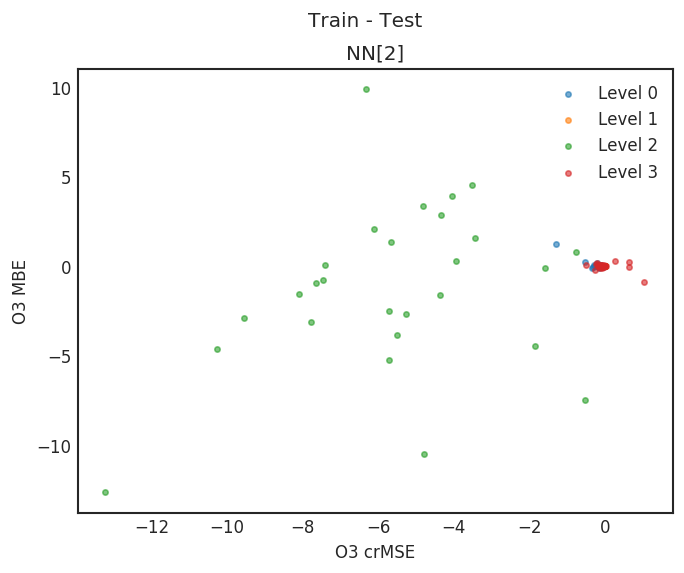 Train - Test
NN[2]
Level 0
Level 1
Level 2
Level 3
10
5
0
−5
−10
O3 MBE
−12
−10
−8
−6
−4
−2
0
O3 crMSE